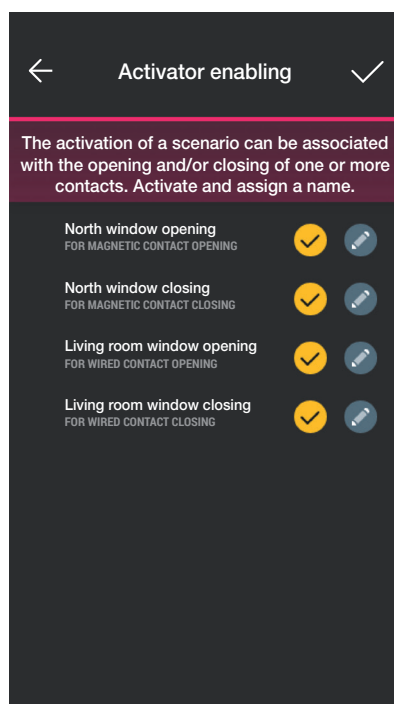 Activator enabling
The activation of a scenario can be associated
with the opening and/or closing of one or more
contacts. Activate and assign a name.
North window opening
FOR MAGNETIC CONTACT OPENING
North window closing
FOR MAGNETIC CONTACT CLOSING
Living room window opening
FOR WIRED CONTACT OPENING
Living room window closing
FOR WIRED CONTACT CLOSING